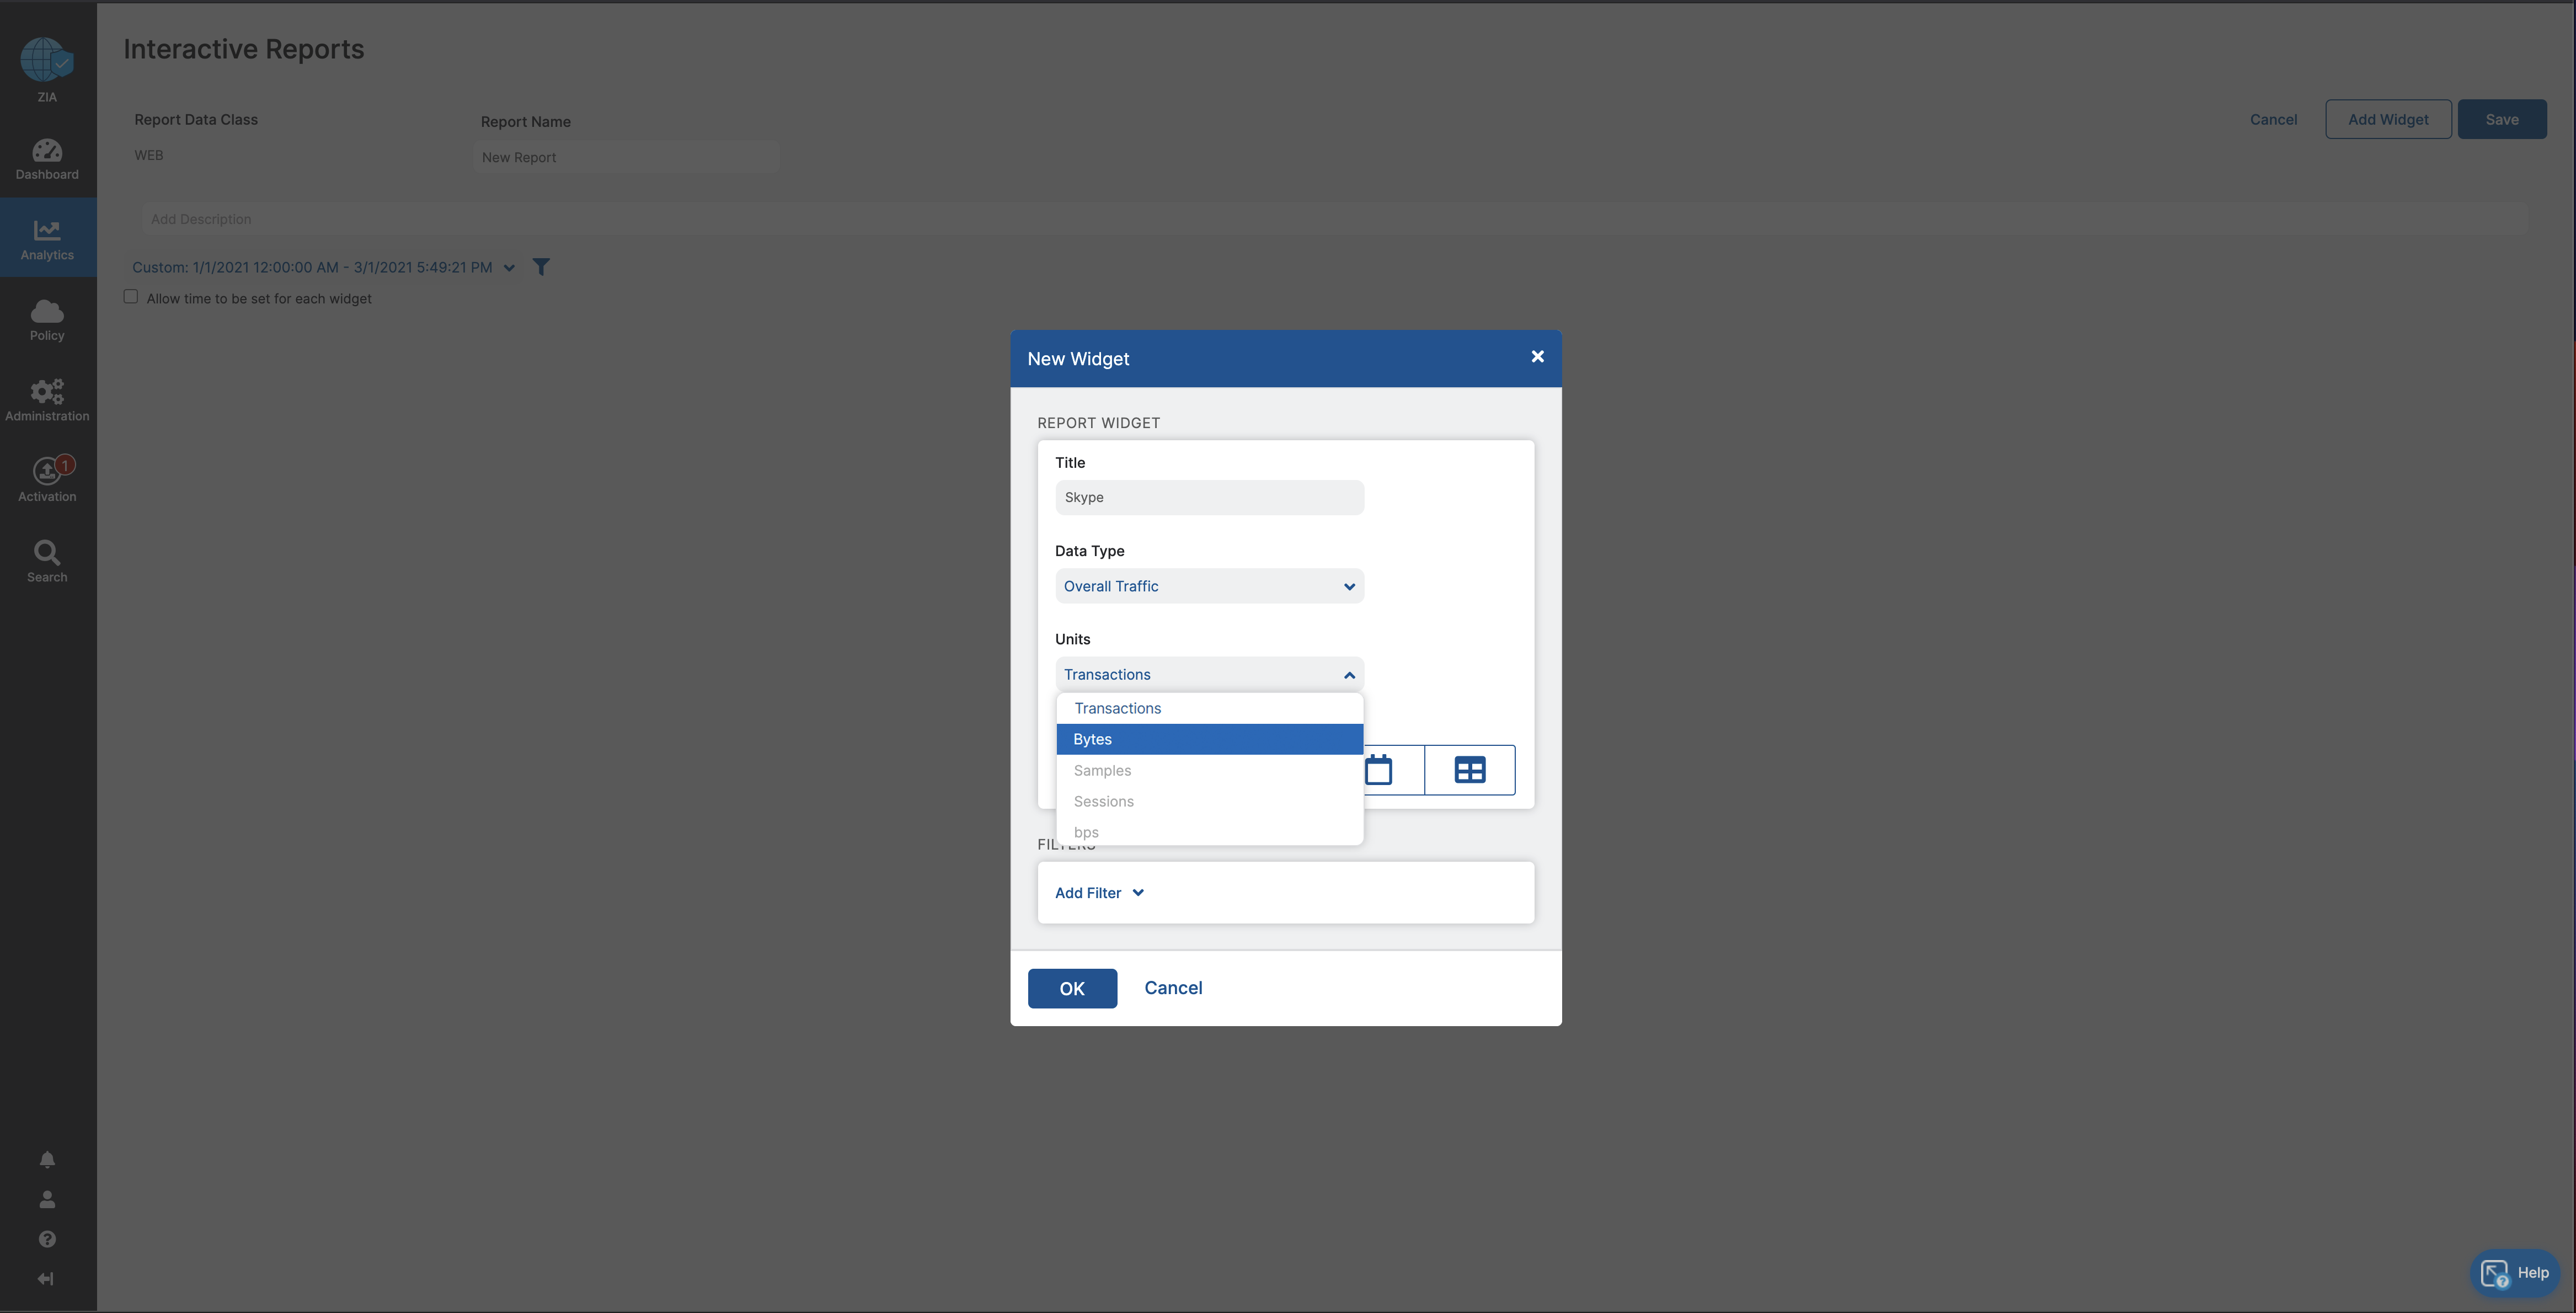 Interactive Reports
ZIA
Report Data Class
Report Name
Cancel
Add Widget
Save
WEB
New Report
Dashboard
Add Description
Analytics
Custom: 1/1/2021 12:00:00 AM - 3/1/2021 5:49:21 PM
Allow time to be set for each widget
Policy
Administration
1
Activation
Search
New Widget
REPORT WIDGET
Title
Skype
Data Type
Overall Traffic
Units
Transactions
Transactions
Bytes
Samples
Sessions
bps
FILTERS
Add Filter
OK
Cancel
Help